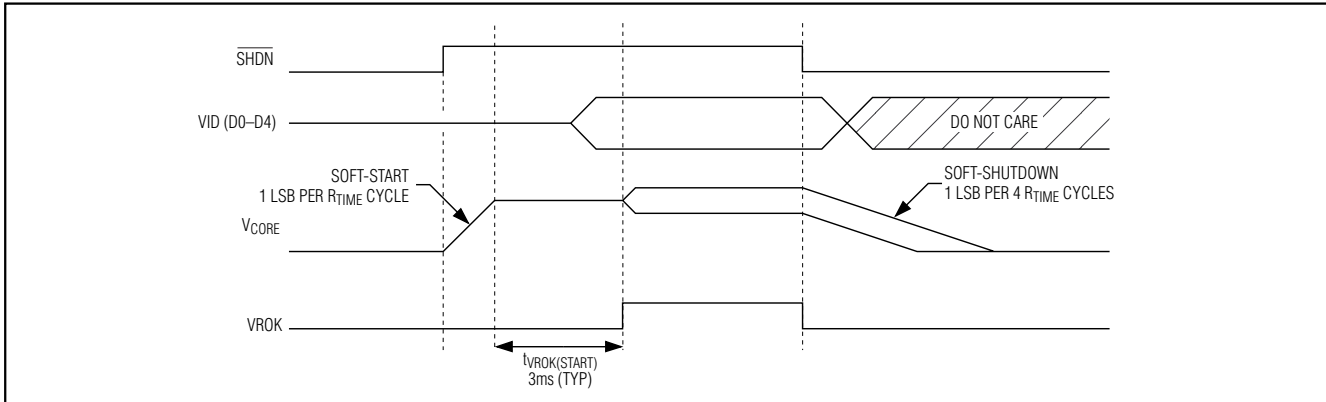 SHDN
VID (D0–D4)
DO NOT CARE
SOFT-START
1 LSB PER RTIME CYCLE
SOFT-SHUTDOWN
1 LSB PER 4 RTIME CYCLES
VCORE
VROK
tVROK(START)
3ms (TYP)